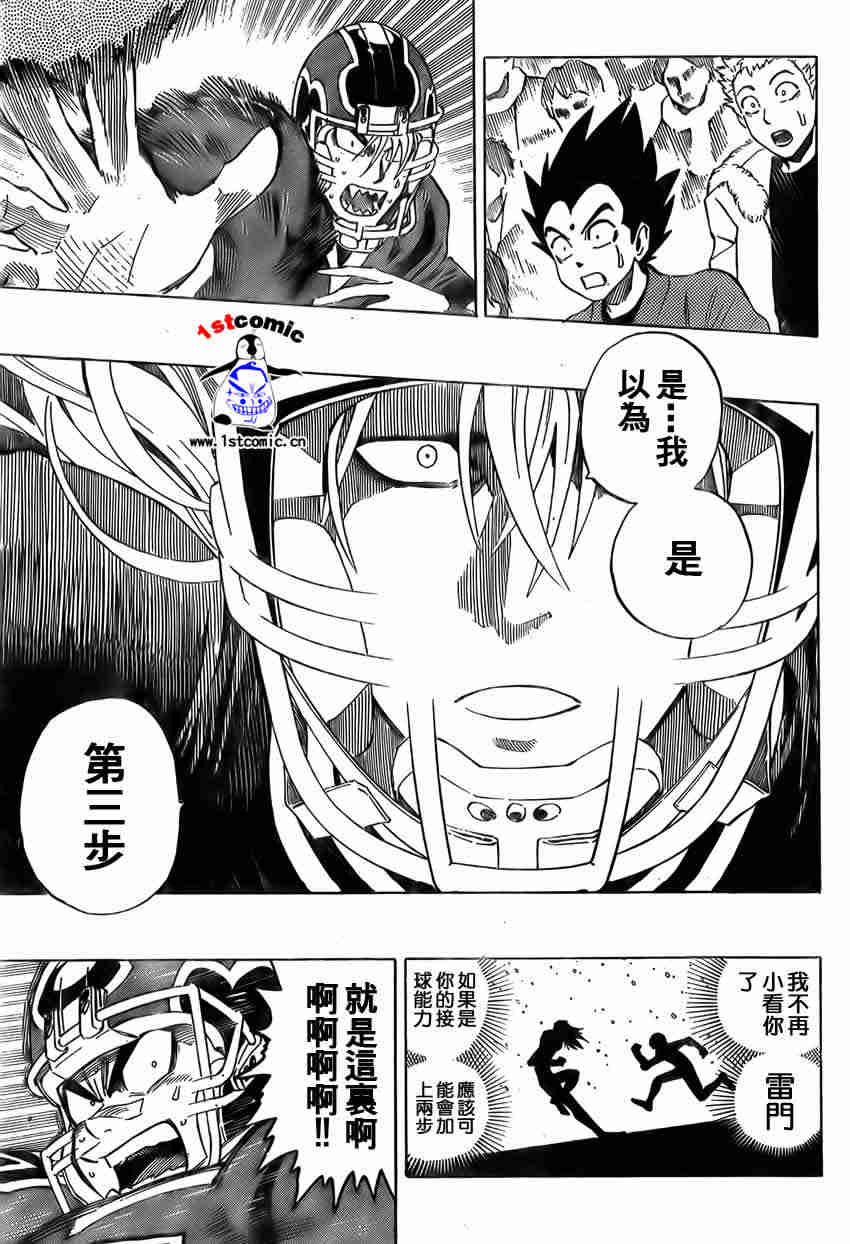 1stcomic
www.1stcomic.cn
是…我
以為
是
第三步
我不再
小看你
了
雷門
如果是
你的接
球能力
應該可
能會加
上兩步
就是這裏啊
啊啊啊啊!!